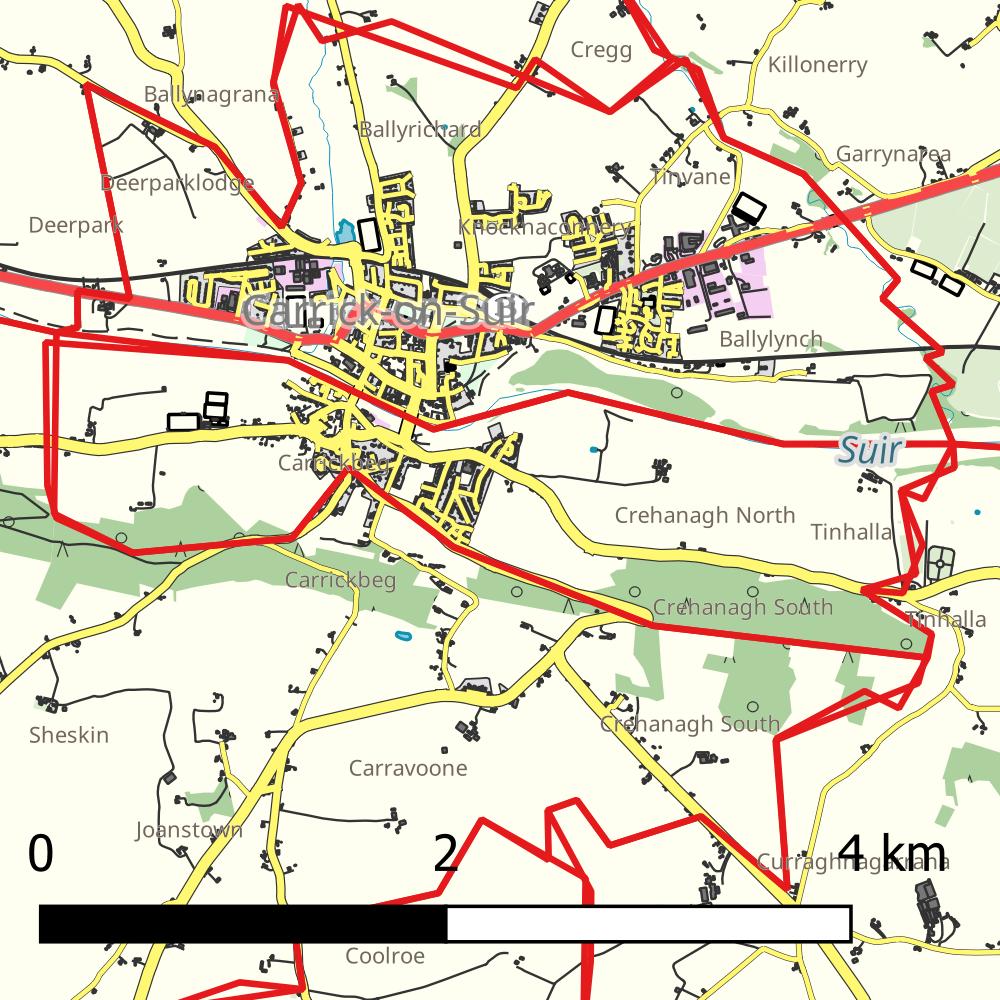 Cregg
Killonerry
Ballynagrana
Ballyrichard
Garrynarea
Deerparklodge
Tinvane
Deerpark
Knocknaconnery
Carrick-on-Suir
Ballylynch
Suir
Carrickbeg
Crehanagh North
Tinhalla
Carrickbeg
Crehanagh South
Tinhalla
Crehanagh South
Sheskin
Carravoone
Joanstown
0 2 4 km
Curraghnagarrana
Coolroe